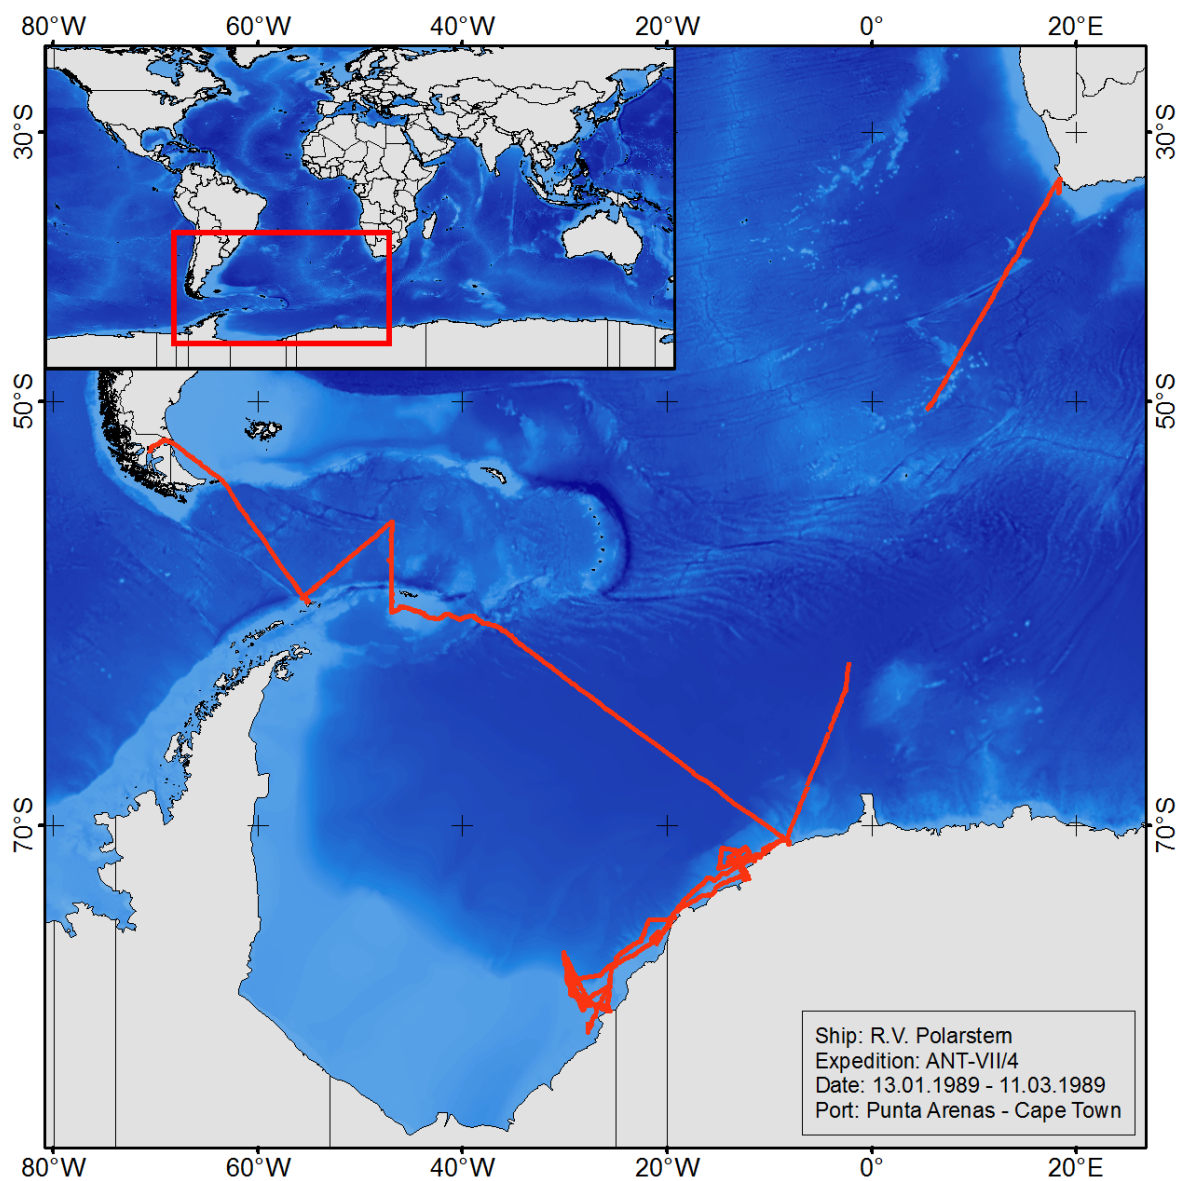 80°W 60°W 40°W 20°W 0° 20°E
30°S 30°S
50°S 50°S
70°S 70°S
Ship: R.V. Polarstern
Expedition: ANT-VII/4
Date: 13.01.1989 - 11.03.1989
Port: Punta Arenas - Cape Town
80°W 60°W 40°W 20°W 0° 20°E